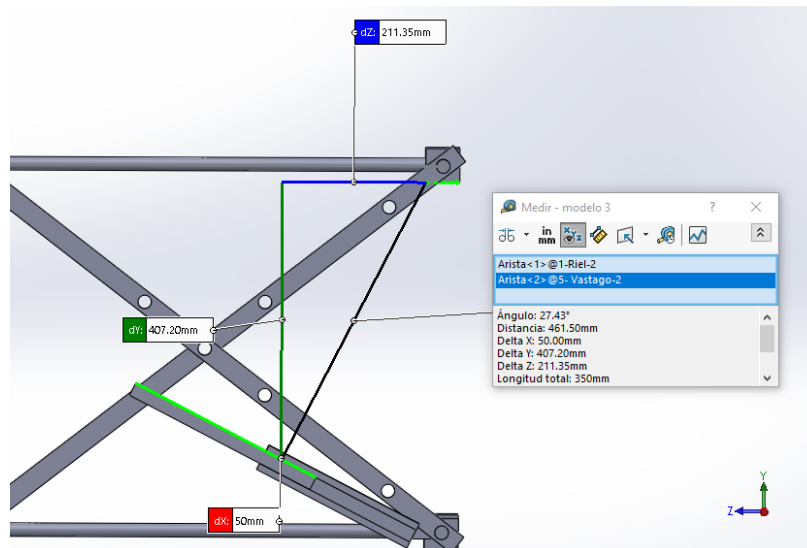 dZ: 211.35mm
Medir - modelo 3
?
in
mm
xyz
Arista<1>@1-Riel-2
Arista<2>@5- Vastago-2
Ángulo: 27.43°
Distancia: 461.50mm
Delta X: 50.00mm
Delta Y: 407.20mm
Delta Z: 211.35mm
Longitud total: 350mm
dY: 407.20mm
dX: 50mm
Y
Z